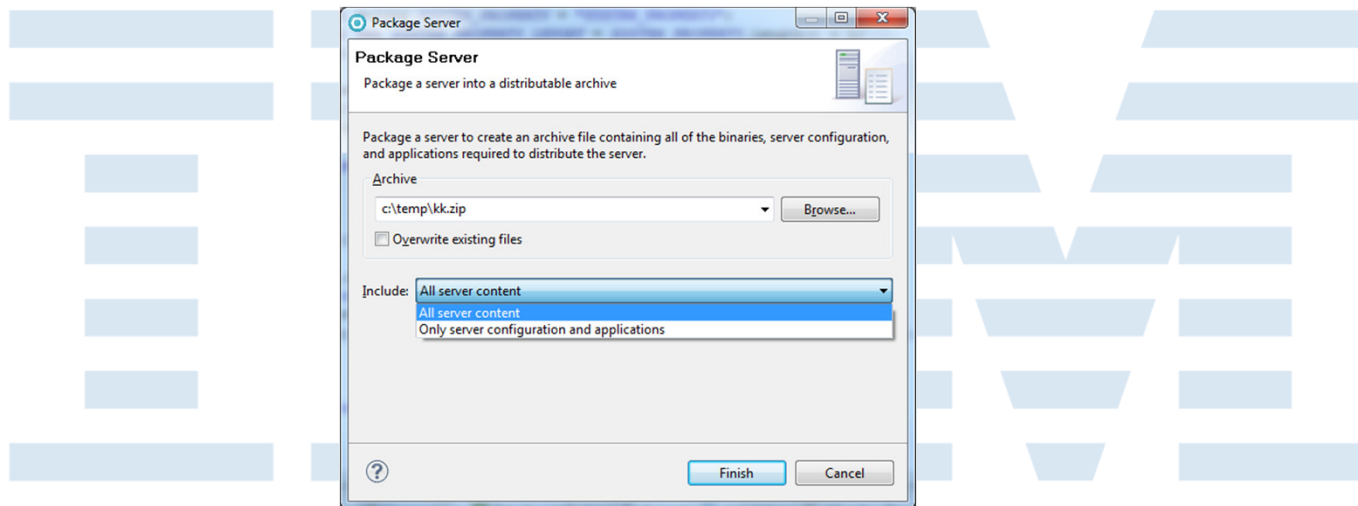 Package Server
Package Server
Package a server into a distributable archive
Package a server to create an archive file containing all of the binaries, server configuration,
and applications required to distribute the server.
Archive
c:\temp\kk.zip
Browse...
Overwrite existing files
Include: All server content
All server content
Only server configuration and applications
?
Finish Cancel
IBM